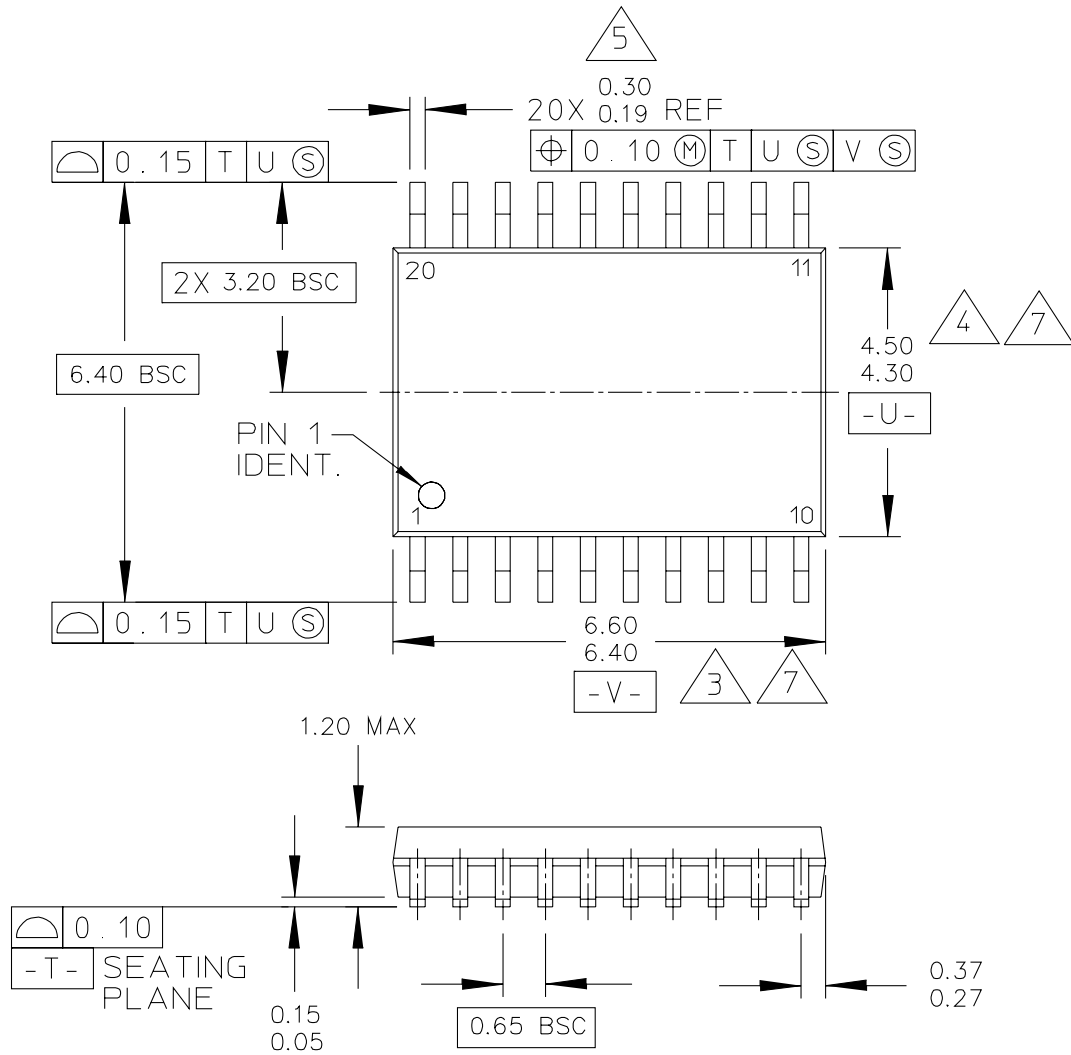 5
0.30
20X 0.19 REF
⌖ 0.10 Ⓜ T U Ⓢ V Ⓢ
⌓ 0.15 T U Ⓢ
20 11
2X 3.20 BSC
4 7
4.50
4.30
6.40 BSC
-U-
PIN 1
IDENT.
1 10
⌓ 0.15 T U Ⓢ
6.60
6.40
-V-
3 7
1.20 MAX
⌓ 0.10
-T- SEATING
PLANE
0.15
0.05
0.65 BSC
0.37
0.27